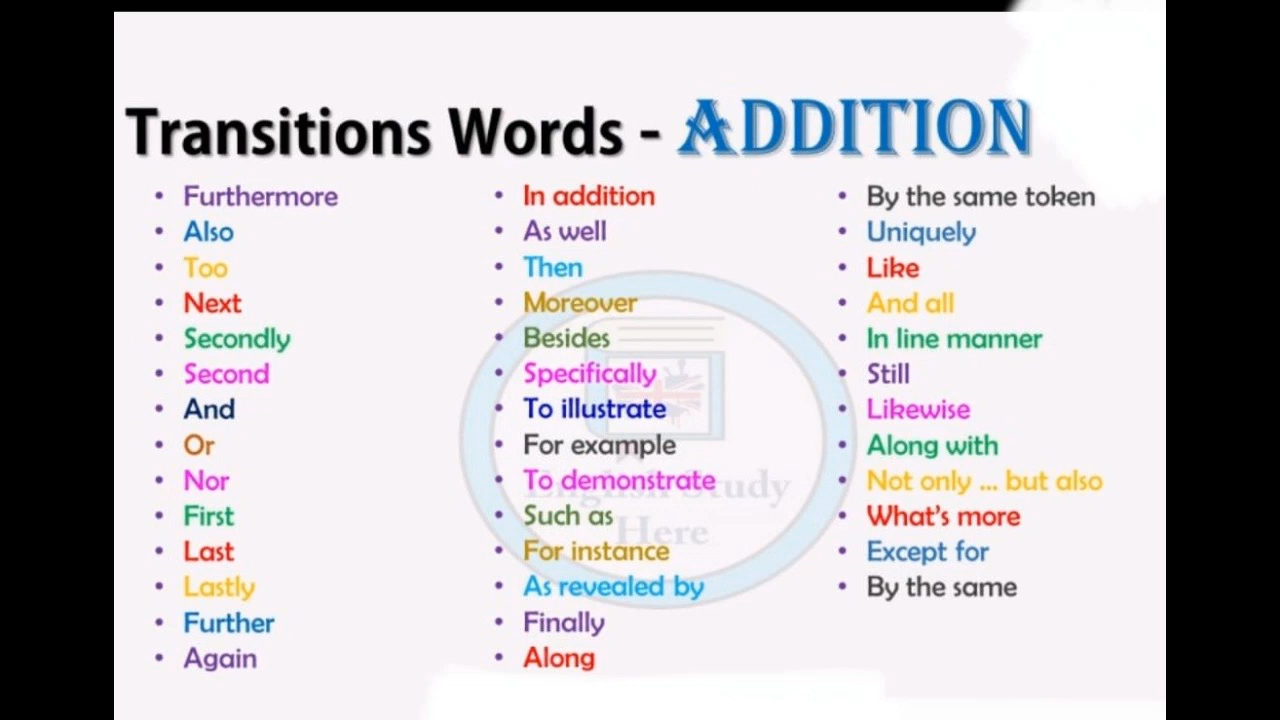 Transitions Words - ADDITION
• Furthermore
• Also
• Too
• Next
• Secondly
• Second
• And
• Or
• Nor
• First
• Last
• Lastly
• Further
• Again
• In addition
• As well
• Then
• Moreover
• Besides
• Specifically
• To illustrate
• For example
• To demonstrate
• Such as
• For instance
• As revealed by
• Finally
• Along
• By the same token
• Uniquely
• Like
• And all
• In line manner
• Still
• Likewise
• Along with
• Not only ... but also
• What's more
• Except for
• By the same
English Study
Here